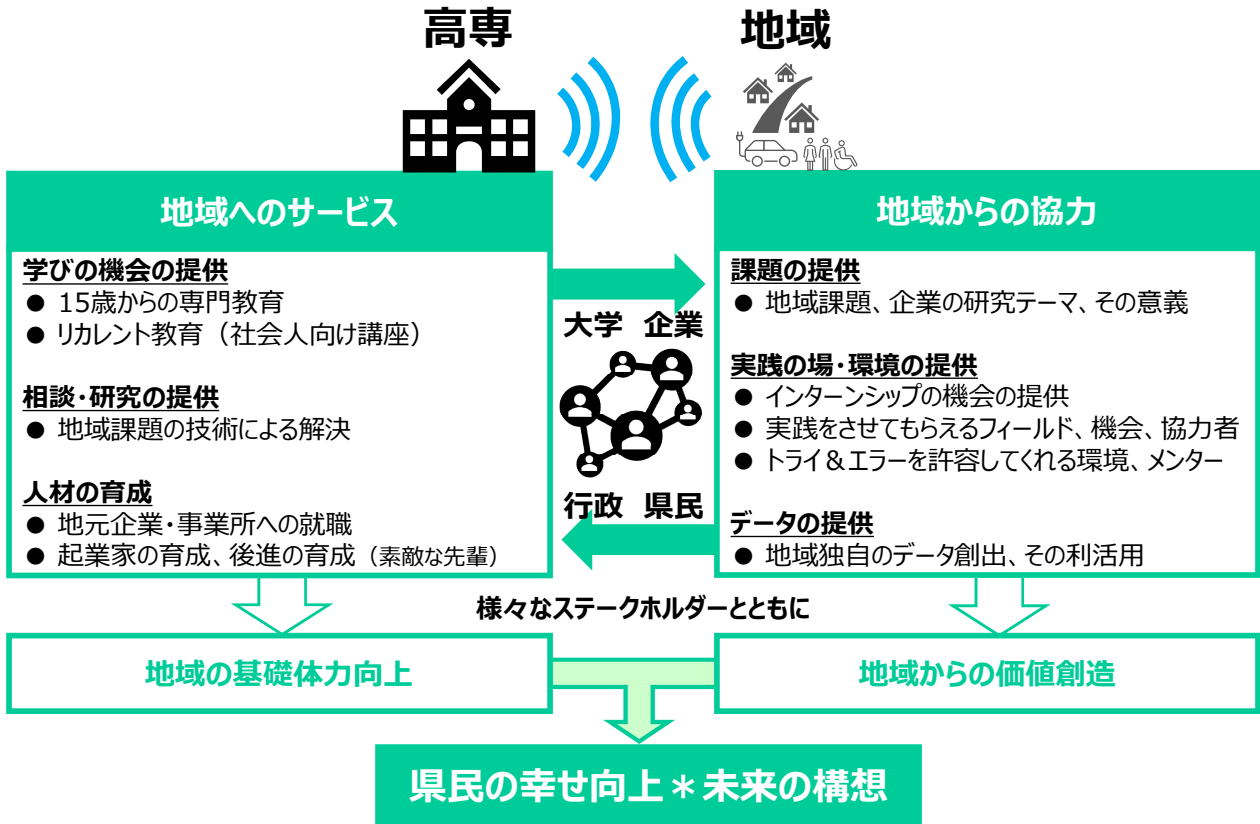 高専
地域
地域へのサービス
学びの機会の提供
● 15歳からの専門教育
● リカレント教育（社会人向け講座）
相談・研究の提供
● 地域課題の技術による解決
人材の育成
● 地元企業・事業所への就職
● 起業家の育成、後進の育成（素敵な先輩）
大学 企業
行政 県民
地域からの協力
課題の提供
● 地域課題、企業の研究テーマ、その意義
実践の場・環境の提供
● インターンシップの機会の提供
● 実践をさせてもらえるフィールド、機会、協力者
● トライ＆エラーを許容してくれる環境、メンター
データの提供
● 地域独自のデータ創出、その利活用
様々なステークホルダーとともに
地域の基礎体力向上
地域からの価値創造
県民の幸せ向上＊未来の構想